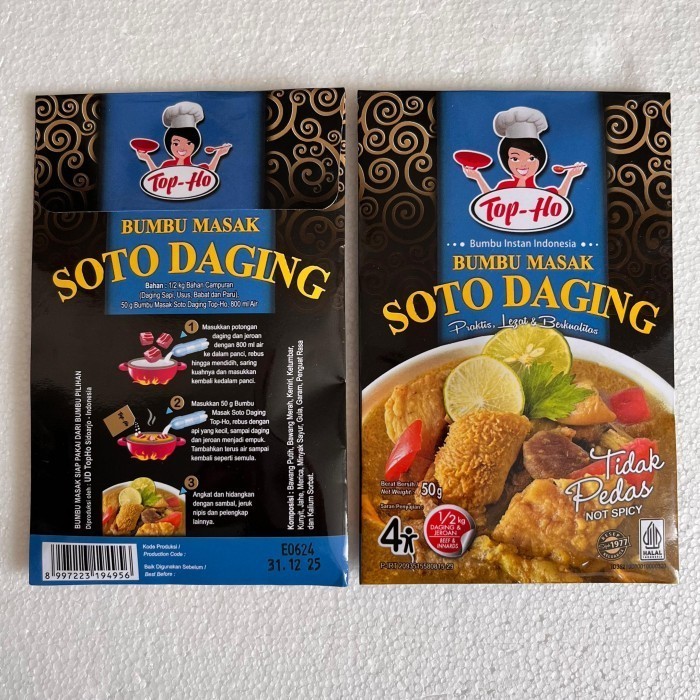 Top-Ho
BUMBU MASAK
SOTO DAGING
Bahan : 1/2 kg Bahan Campuran
(Daging Sapi, Usus, Babat dan Paru),
50 g Bumbu Masak Soto Daging Top-Ho, 800 ml Air
1
Masukkan potongan
daging dan jeroan
dengan 800 ml air
ke dalam panci, rebus
hingga mendidih, saring
kuahnya dan masukkan
kembali kedalam panci.
2
Masukkan 50 g Bumbu
Masak Soto Daging
Top-Ho, rebus dengan
api yang kecil, sampai daging
dan jeroan menjadi empuk.
Tambahkan terus air sampai
kembali seperti semula.
3
Angkat dan hidangkan
dengan sambal, jeruk
nipis dan pelengkap
lainnya.
BUMBU MASAK SIAP PAKAI DARI BUMBU PILIHAN
Diproduksi oleh : UD TopHo Sidoarjo - Indonesia
Komposisi : Bawang Putih, Bawang Merah, Kemiri, Ketumbar,
Kunyit, Jahe, Merica, Minyak Sayur, Gula, Garam, Penguat Rasa
dan Kalium Sorbat.
8 997223 194956
Kode Produksi /
Production Code :
Baik Digunakan Sebelum /
Best Before :
E0624
31.12 25
Top-Ho
Bumbu Instan Indonesia
BUMBU MASAK
SOTO DAGING
Praktis, Lezat & Berkualitas
Berat Bersih /
Net Weight :
50g
Saran Penyajian
4
1/2 kg
DAGING &
JEROAN
BEEF &
INNARDS
Tidak
Pedas
NOT SPICY
RESEP
Since 1977
HALAL
INDONESIA